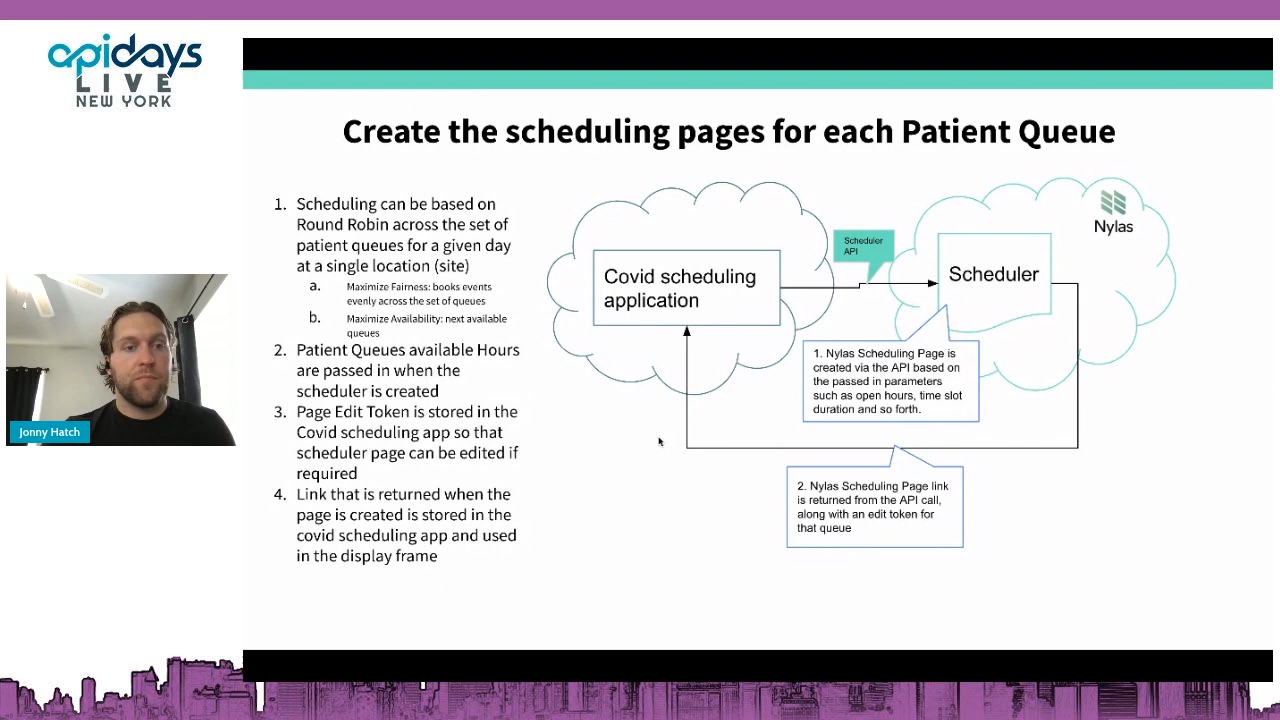 apidays
LIVE
NEW YORK
Create the scheduling pages for each Patient Queue
1. Scheduling can be based on
Round Robin across the set of
patient queues for a given day
at a single location (site)
a. Maximize Fairness: books events
evenly across the set of queues
b. Maximize Availability: next available
queues
2. Patient Queues available Hours
are passed in when the
scheduler is created
3. Page Edit Token is stored in the
Covid scheduling app so that
scheduler page can be edited if
required
4. Link that is returned when the
page is created is stored in the
covid scheduling app and used
in the display frame
Covid scheduling
application
Scheduler
API
Scheduler
Nylas
1. Nylas Scheduling Page is
created via the API based on
the passed in parameters
such as open hours, time slot
duration and so forth.
2. Nylas Scheduling Page link
is returned from the API call,
along with an edit token for
that queue
Jonny Hatch